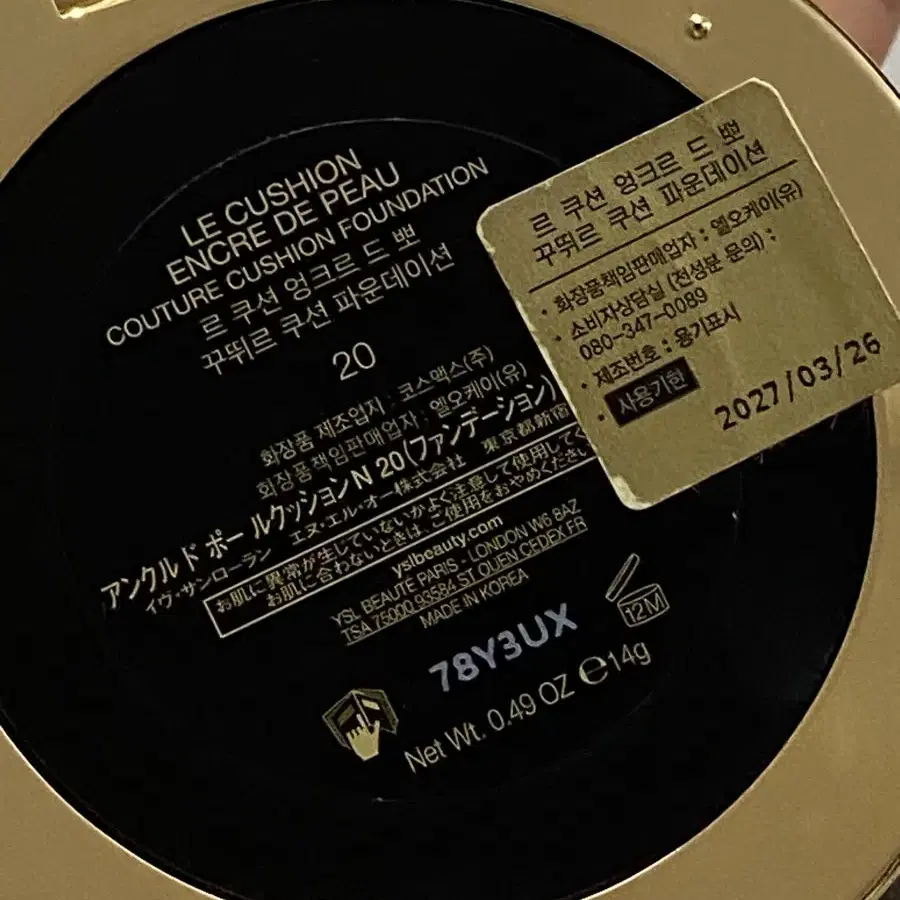 LE CUSHION
ENCRE DE PEAU
COUTURE CUSHION FOUNDATION
르 쿠션 엉크르 드 뽀
꾸뛰르 쿠션 파운데이션
20
화장품 제조업자 : 코스맥스(주)
화장품책임판매업자 : 엘오케이(유)
アンクル ド ポー ルクッション N 20 (ファンデーション)
イヴ・サンローラン エヌ・エル・オー株式会社 東京都新宿
お肌に異常が生じていないかよく注意して使用してく
お肌に合わないときは、ご使用をおやめください
yslbeauty.com
YSL BEAUTE PARIS - LONDON W6 8AZ
TSA 75000 93584 ST OUEN CEDEX FR
MADE IN KOREA
78Y3UX
12M
Net Wt. 0.49 OZ e 14g
르 쿠션 엉크르 드 뽀
꾸뛰르 쿠션 파운데이션
· 화장품책임판매업자 : 엘오케이(유)
· 소비자상담실 (전성분 문의) :
080-347-0089
· 제조번호 : 용기표시
· 사용기한
2027/03/26